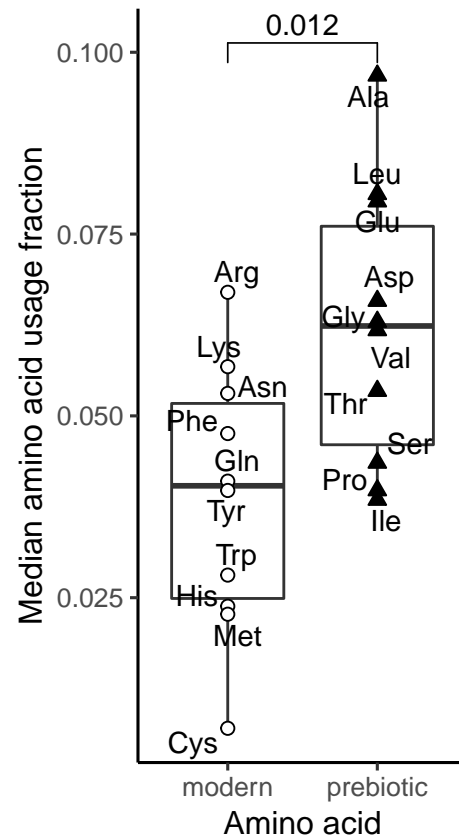 0.012
0.100
Ala
Leu
0.075
Glu
Arg
Asp
Gly
Lys
Val
Asn
Thr
Phe
0.050
Ser
Gln
Pro
Tyr
Ile
Trp
His
0.025
Met
Cys
modern
prebiotic
Amino acid
Median amino acid usage fraction